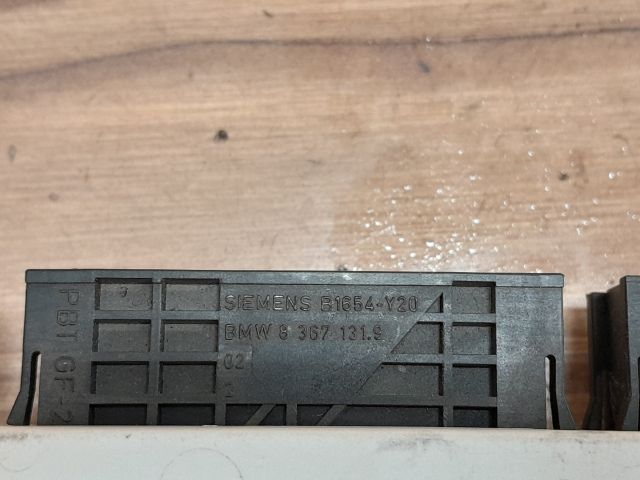 SIEMENS B1654-Y20
BMW 8 367 131.9
02
PBT GF-2